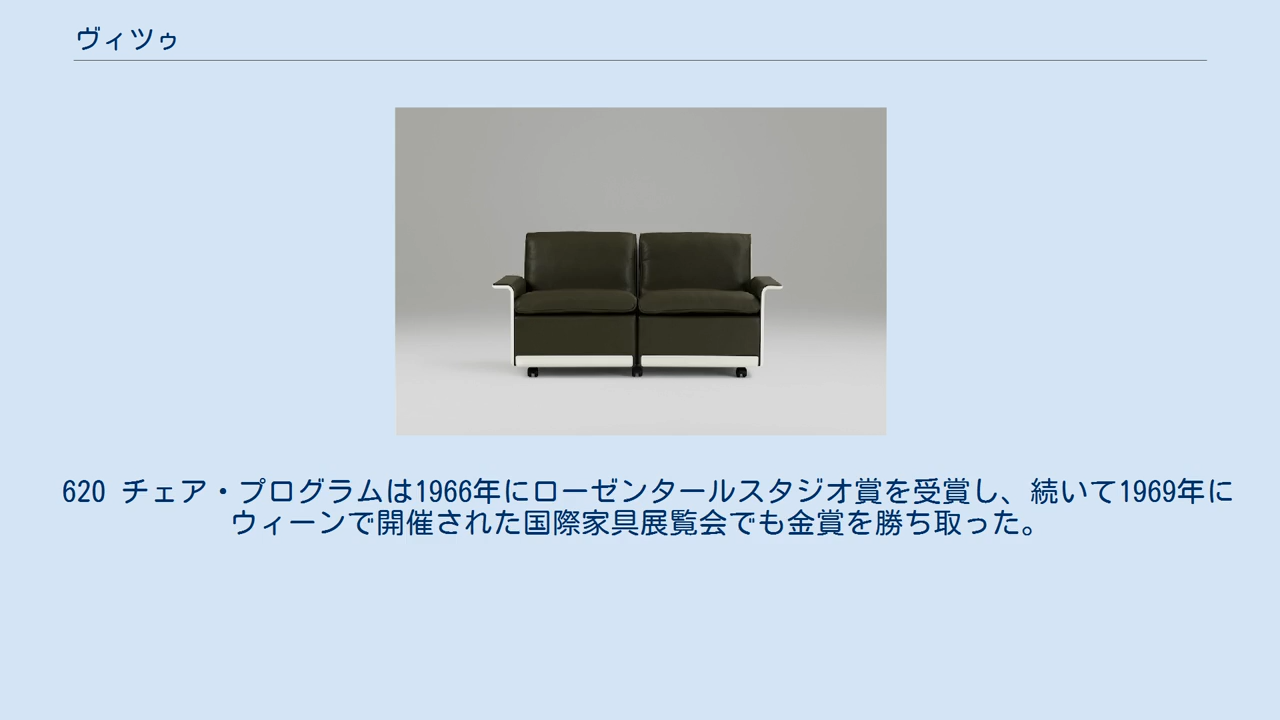 ヴィツゥ
620 チェア・プログラムは1966年にローゼンタールスタジオ賞を受賞し、続いて1969年に
ウィーンで開催された国際家具展覧会でも金賞を勝ち取った。